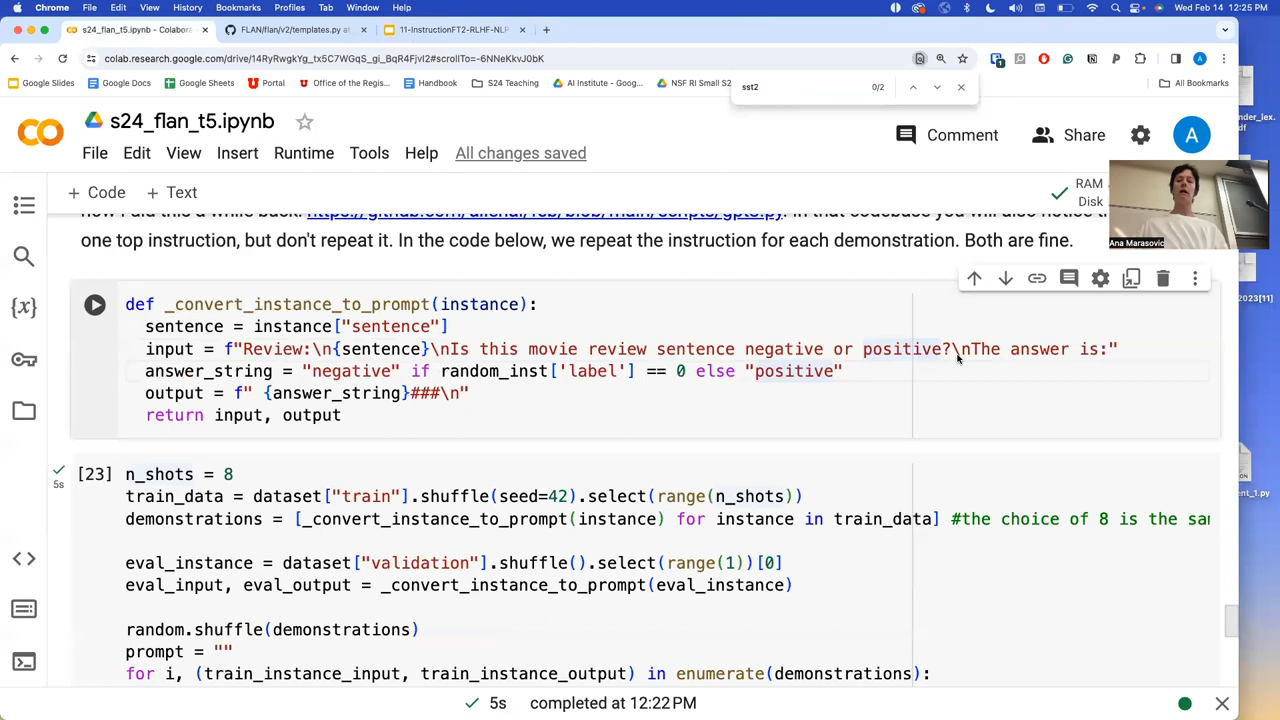 Chrome File Edit View History Bookmarks Profiles Tab Window Help Wed Feb 14 12:25 PM
s24_flan_t5.ipynb - Colabora FLAN/flan/v2/templates.py at 11-InstructionFT2-RLHF-NLP
colab.research.google.com/drive/14RyRwgkYg_tx5C7WGqS_gi_BqR4FjvI2#scrollTo=-6NNeKkvJ0bK
Google Slides Google Docs Google Sheets Portal Office of the Regis... Handbook S24 Teaching AI Institute - Goog... NSF RI Small S2 All Bookmarks
sst2 0/2
s24_flan_t5.ipynb
Comment Share A
File Edit View Insert Runtime Tools Help All changes saved
+ Code + Text
RAM
Disk
Ana Marasovic
one top instruction, but don't repeat it. In the code below, we repeat the instruction for each demonstration. Both are fine.
def _convert_instance_to_prompt(instance):
sentence = instance["sentence"]
input = f"Review:\n{sentence}\nIs this movie review sentence negative or positive?\nThe answer is:"
answer_string = "negative" if random_inst['label'] == 0 else "positive"
output = f" {answer_string}###\n"
return input, output
[23] n_shots = 8
5s
train_data = dataset["train"].shuffle(seed=42).select(range(n_shots))
demonstrations = [_convert_instance_to_prompt(instance) for instance in train_data] #the choice of 8 is the
eval_instance = dataset["validation"].shuffle().select(range(1))[0]
eval_input, eval_output = _convert_instance_to_prompt(eval_instance)
random.shuffle(demonstrations)
prompt = ""
for i, (train_instance_input, train_instance_output) in enumerate(demonstrations):
5s completed at 12:22 PM